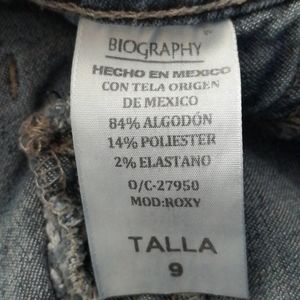 BIOGRAPHY
HECHO EN MEXICO
CON TELA ORIGEN
DE MEXICO
84% ALGODÓN
14% POLIESTER
2% ELASTANO
O/C-27950
MOD:ROXY
TALLA
9